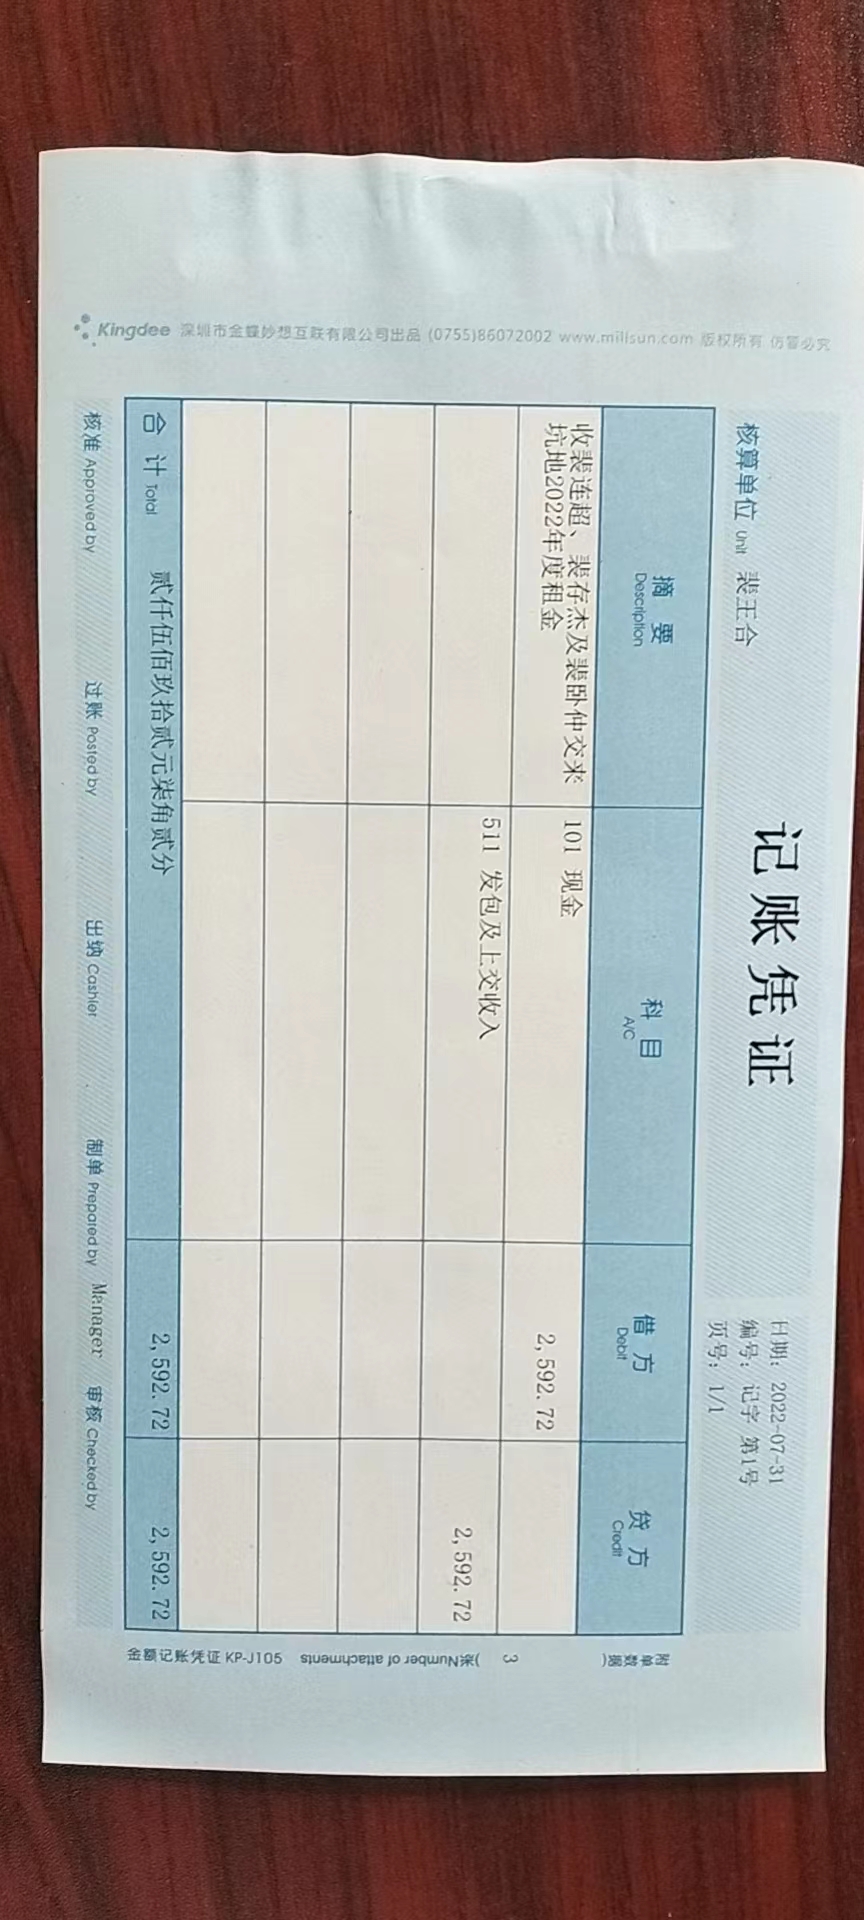 Kingdee 深圳市金蝶妙想互联有限公司出品 (0755)86072002 www.millsun.com 版权所有 仿冒必究
记账凭证
日期: 2022-07-31
核算单位 Unit 裴王合
编号: 记字 第1号
页号: 1/1
摘要 科目 借方 贷方
Description A/C Debit Credit
收裴连超、裴存杰及裴卧仲交来 101 现金 2,592.72
坑地2022年度租金
511 发包及上交收入 2,592.72
合计 Total 贰仟伍佰玖拾贰元柒角贰分 2,592.72 2,592.72
核准 Approved by 过账 Posted by 出纳 Cashier 制单 Prepared by Manager 审核 Checked by
附单数据( 3 )张Number of attachments
金额记账凭证 KP-J105